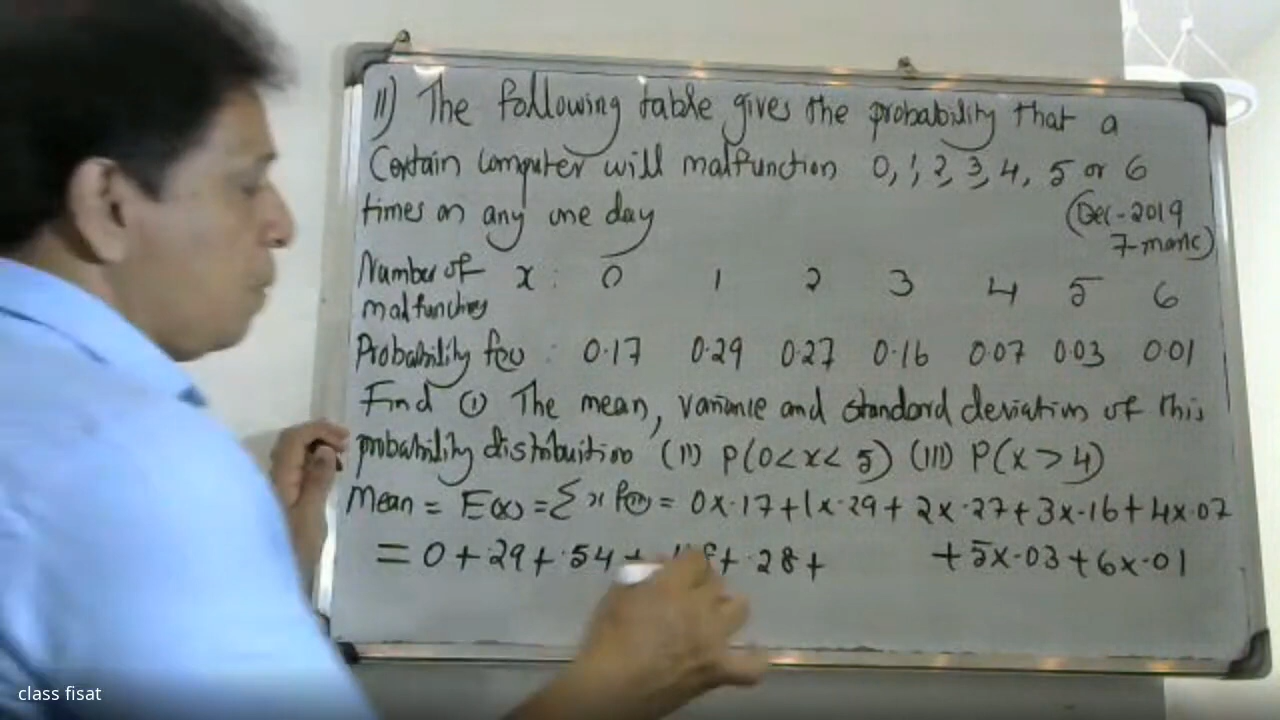 11) The following table gives the probability that a
Certain computer will malfunction 0, 1, 2, 3, 4, 5 or 6
times on any one day
(Dec-2019
7-mark)
Number of x : 0 1 2 3 4 5 6
malfunctions
Probability f(x) : 0.17 0.29 0.27 0.16 0.07 0.03 0.01
Find (1) The mean, variance and standard deviation of this
probability distribuition (11) P(0<x<5) (111) P(x>4)
Mean = E(x) = Σ x f(x) = 0x.17+1x.29+2x.27+3x.16+4x.07
= 0+.29+.54+ + .28+ +5x.03+6x.01
class fisat